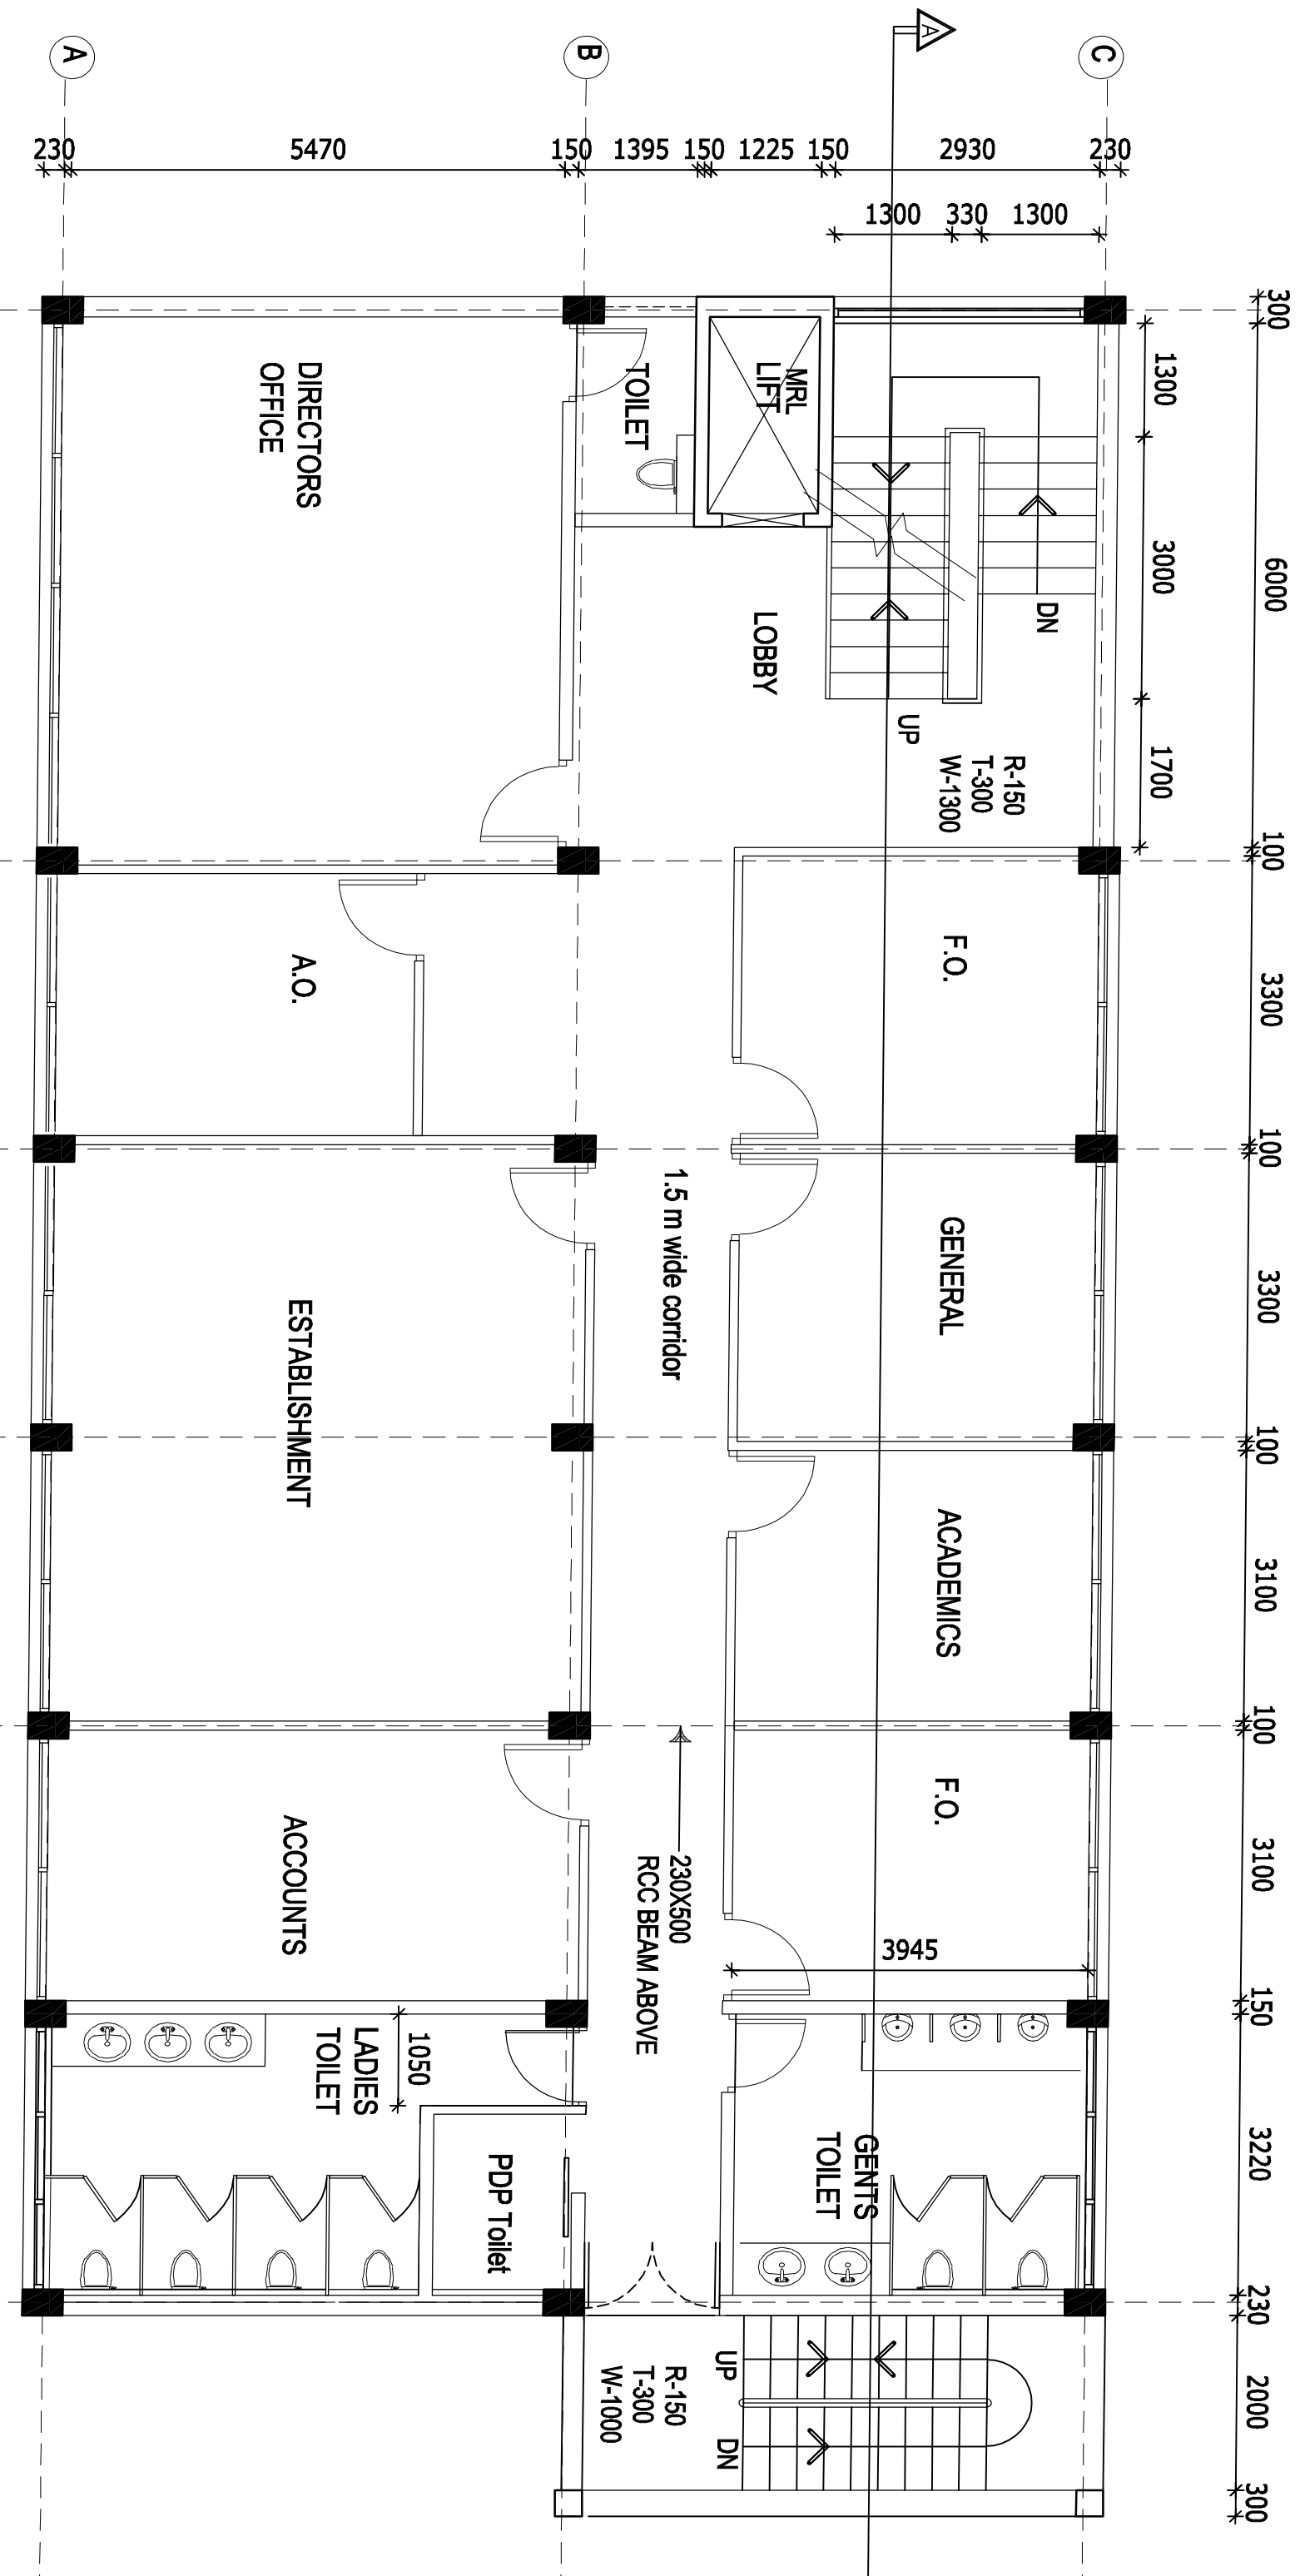 A
B
C
A
230
5470
150
1395
150
1225
150
2930
230
1300
330
1300
300
1300
6000
3000
1700
100
3300
100
3300
100
3100
100
3100
150
3220
230
2000
300
DIRECTORS
OFFICE
TOILET
MRL
LIFT
DN
LOBBY
UP
R-150
T-300
W-1300
A.O.
F.O.
1.5 m wide corridor
GENERAL
ESTABLISHMENT
ACADEMICS
F.O.
ACCOUNTS
230X500
RCC BEAM ABOVE
3945
1050
LADIES
TOILET
GENTS
TOILET
PDP Toilet
UP
DN
R-150
T-300
W-1000